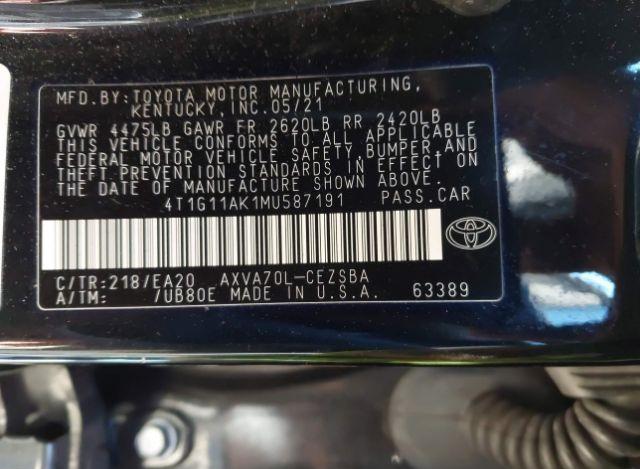 MFD.BY:TOYOTA MOTOR MANUFACTURING,
KENTUCKY, INC.05/21
GVWR 4475LB GAWR FR 2620LB RR 2420LB
THIS VEHICLE CONFORMS TO ALL APPLICABLE
FEDERAL MOTOR VEHICLE SAFETY, BUMPER, AND
THEFT PREVENTION STANDARDS IN EFFECT ON
THE DATE OF MANUFACTURE SHOWN ABOVE.
4T1G11AK1MU587191 PASS.CAR
C/TR:218/EA20 AXVA70L-CEZSBA
A/TM: /UB80E MADE IN U.S.A. 63389